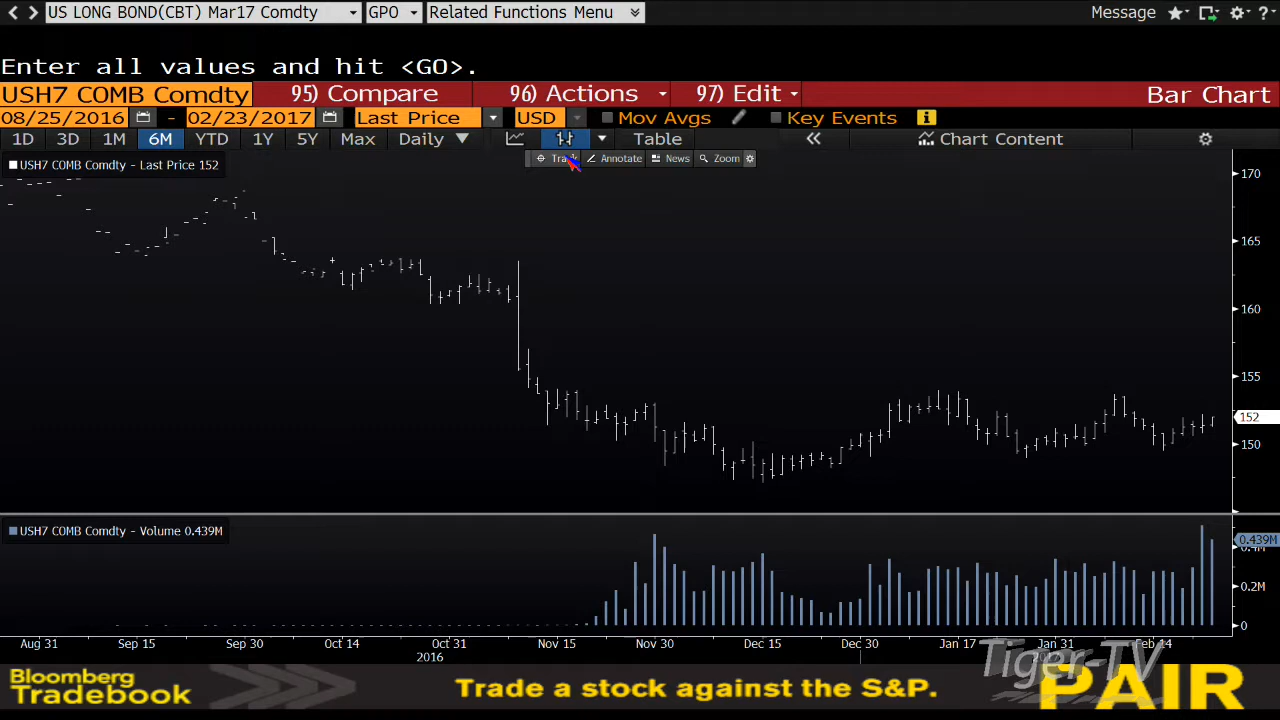 US LONG BOND(CBT) Mar17 Comdty GPO Related Functions Menu Message ?
Enter all values and hit <GO>.
USH7 COMB Comdty 95) Compare 96) Actions 97) Edit Bar Chart
08/25/2016 - 02/23/2017 Last Price USD Mov Avgs Key Events i
1D 3D 1M 6M YTD 1Y 5Y Max Daily Table Chart Content
Track Annotate News Zoom
USH7 COMB Comdty - Last Price 152
170
165
160
155
152
150
USH7 COMB Comdty - Volume 0.439M
0.439M
0.4M
0.2M
0
Aug 31 Sep 15 Sep 30 Oct 14 Oct 31 Nov 15 Nov 30 Dec 15 Dec 30 Jan 17 Jan 31 Feb 14
2016
Tiger-TV
Bloomberg
Tradebook
Trade a stock against the S&P.
PAIR